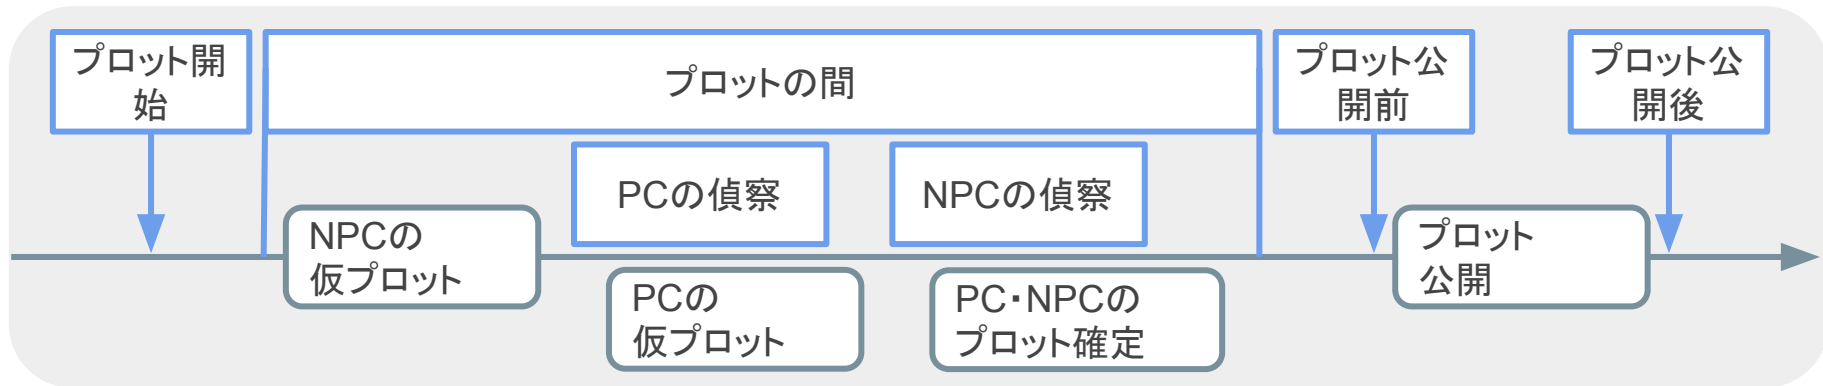 プロット開
始
プロットの間
プロット公
開前
プロット公
開後
PCの偵察
NPCの偵察
NPCの
仮プロット
プロット
公開
PCの
仮プロット
PC・NPCの
プロット確定